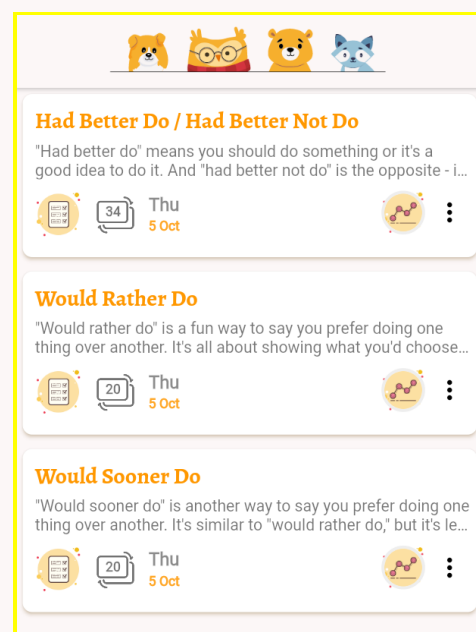 Had Better Do / Had Better Not Do
"Had better do" means you should do something or it's a
good idea to do it. And "had better not do" is the opposite - i...
34
Thu
5 Oct
Would Rather Do
"Would rather do" is a fun way to say you prefer doing one
thing over another. It's all about showing what you'd choose...
20
Thu
5 Oct
Would Sooner Do
"Would sooner do" is another way to say you prefer doing one
thing over another. It's similar to "would rather do," but it's le...
20
Thu
5 Oct